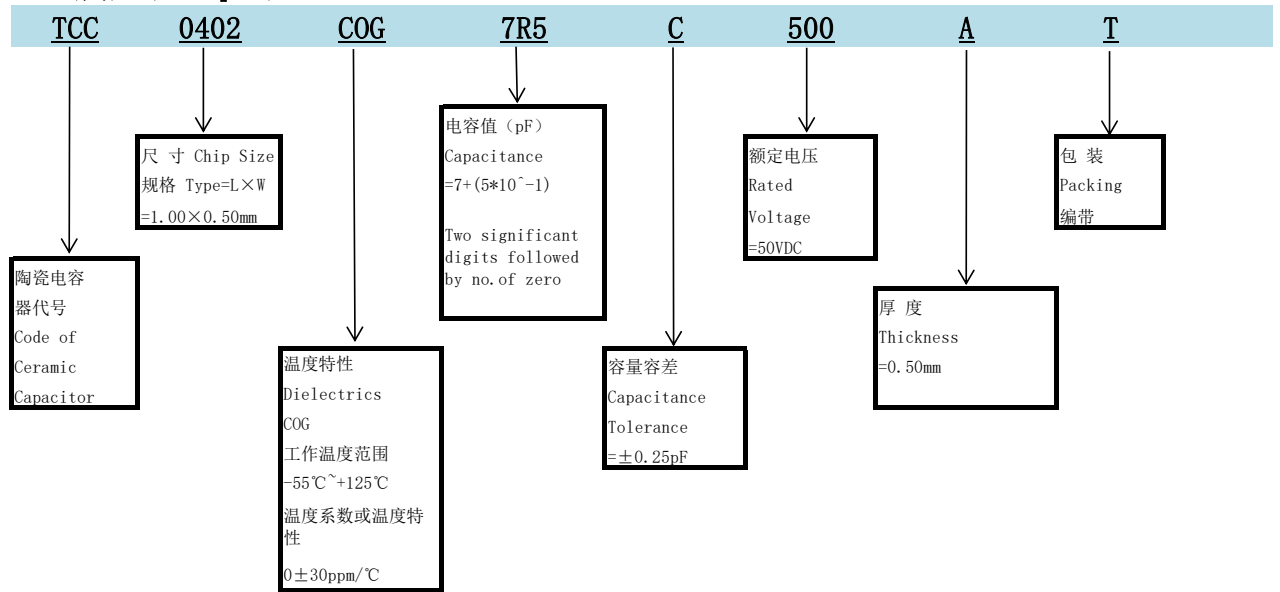 TCC 0402 COG 7R5 C 500 A T
陶瓷电容
器代号
Code of
Ceramic
Capacitor
尺 寸 Chip Size
规格 Type=L×W
=1.00×0.50mm
温度特性
Dielectrics
COG
工作温度范围
-55℃~+125℃
温度系数或温度特
性
0±30ppm/℃
电容值（pF）
Capacitance
=7+(5*10^-1)
Two significant
digits followed
by no.of zero
容量容差
Capacitance
Tolerance
=±0.25pF
额定电压
Rated
Voltage
=50VDC
厚 度
Thickness
=0.50mm
包 装
Packing
编带